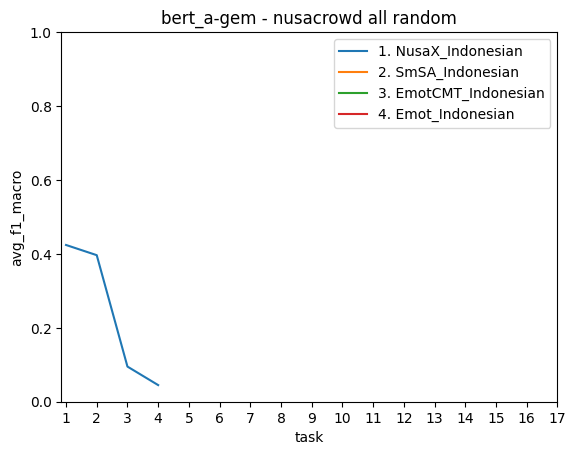 bert_a-gem - nusacrowd all random
1. NusaX_Indonesian
2. SmSA_Indonesian
3. EmotCMT_Indonesian
4. Emot_Indonesian
avg_f1_macro
1.0
0.8
0.6
0.4
0.2
0.0
1 2 3 4 5 6 7 8 9 10 11 12 13 14 15 16 17
task